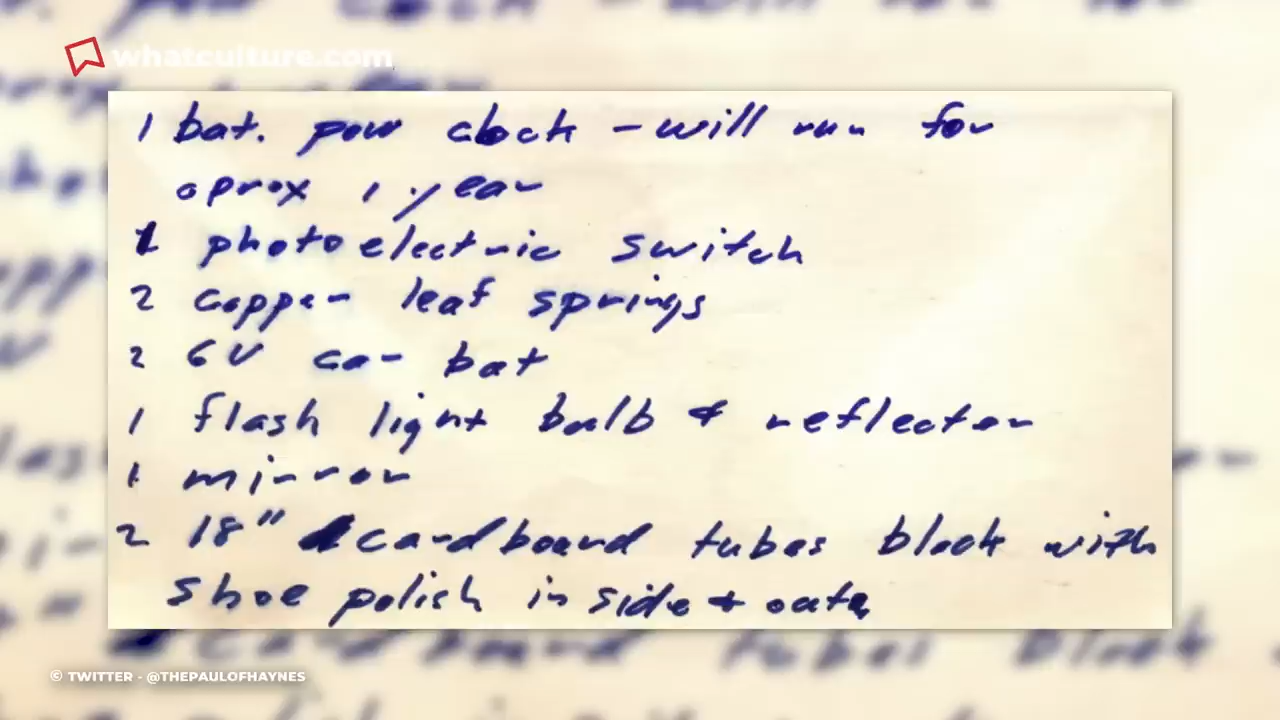 whatculture.com
1 bat. pow clock – will run for
aprox 1 year
1 photoelectric switch
2 copper leaf springs
2 6V car bat
1 flash light bulb & reflector
1 mirror
2 18" cardboard tubes black with
shoe polish in side & oute
© TWITTER - @THEPAULOFHAYNES